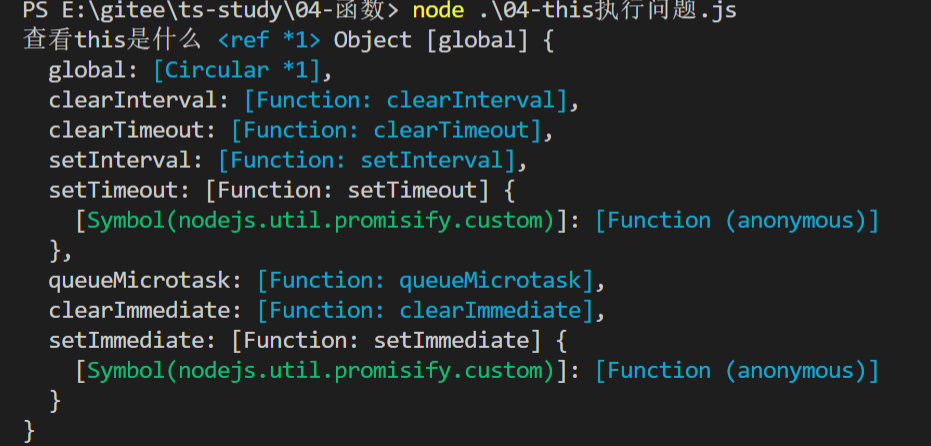 PS E:\gitee\ts-study\04-函数> node .\04-this执行问题.js
查看this是什么 <ref *1> Object [global] {
  global: [Circular *1],
  clearInterval: [Function: clearInterval],
  clearTimeout: [Function: clearTimeout],
  setInterval: [Function: setInterval],
  setTimeout: [Function: setTimeout] {
    [Symbol(nodejs.util.promisify.custom)]: [Function (anonymous)]
  },
  queueMicrotask: [Function: queueMicrotask],
  clearImmediate: [Function: clearImmediate],
  setImmediate: [Function: setImmediate] {
    [Symbol(nodejs.util.promisify.custom)]: [Function (anonymous)]
  }
}